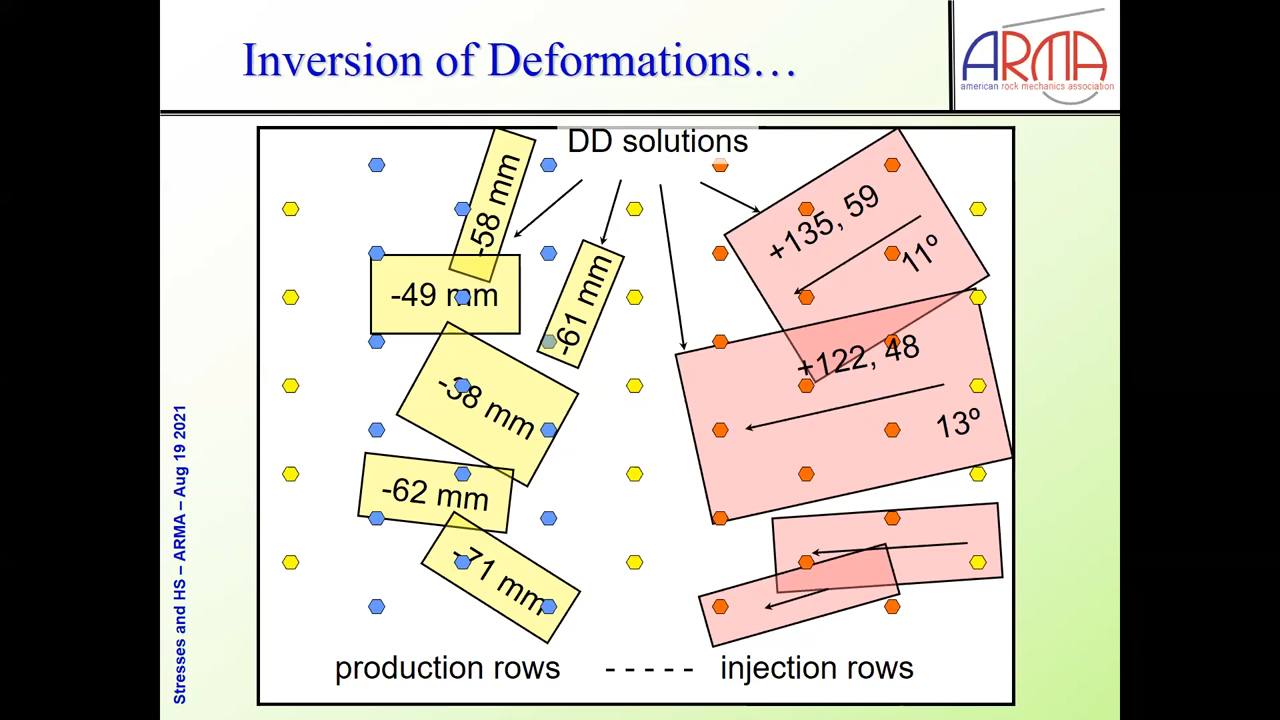 Inversion of Deformations…
ARMA
american rock mechanics association
DD solutions
-58 mm
-49 mm
-61 mm
-38 mm
-62 mm
-71 mm
+135, 59
11º
+122, 48
13º
production rows - - - - - injection rows
Stresses and HS – ARMA – Aug 19 2021